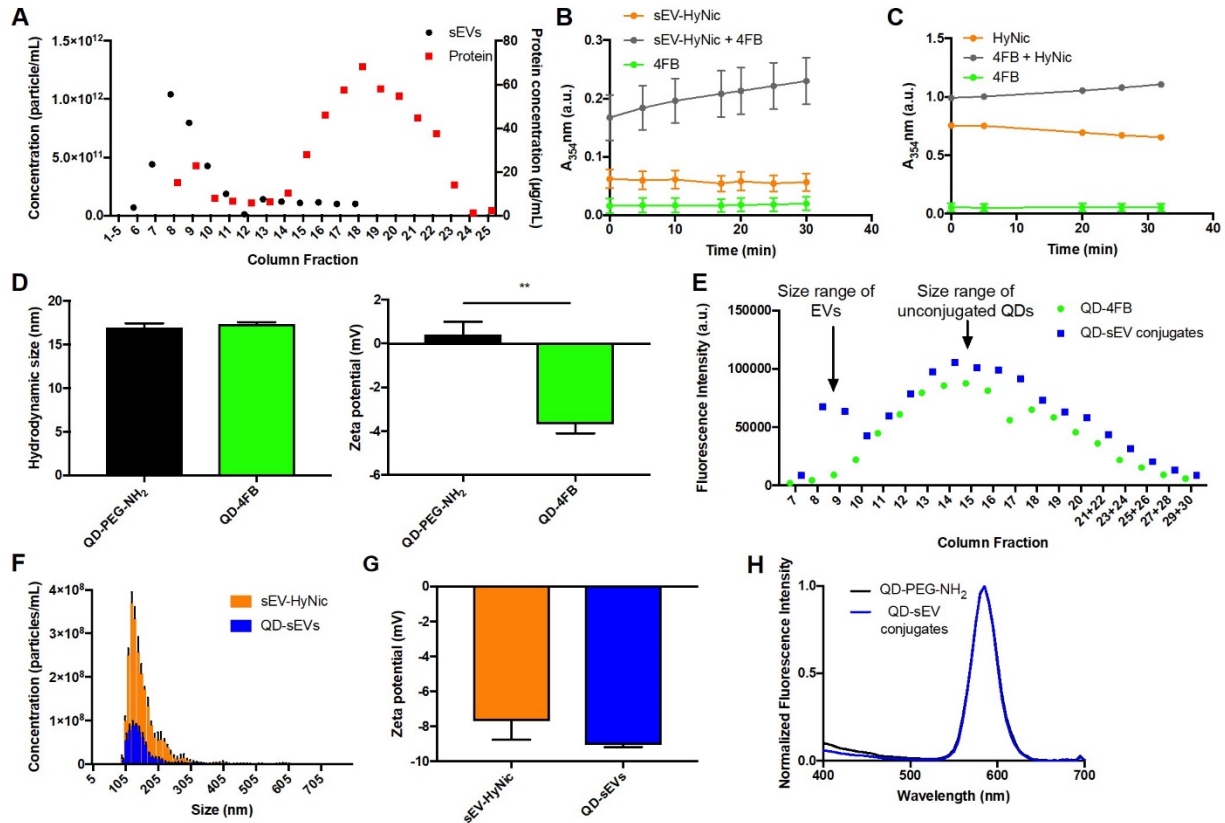 A
sEVs
Protein
Concentration (particle/mL)
1.5×10¹²
1.0×10¹²
5.0×10¹¹
0.0
80
60
40
20
0
Protein concentration (µg/mL)
1-5 6 7 8 9 10 11 12 13 14 15 16 17 18 19 20 21 22 23 24 25
Column Fraction
B
sEV-HyNic
sEV-HyNic + 4FB
4FB
A₃₅₄nm (a.u.)
0.3
0.2
0.1
0.0
0 10 20 30 40
Time (min)
C
HyNic
4FB + HyNic
4FB
A₃₅₄nm (a.u.)
1.5
1.0
0.5
0.0
0 20 40
Time (min)
D
Hydrodynamic size (nm)
20
15
10
5
0
QD-PEG-NH₂
QD-4FB
Zeta potential (mV)
2
0
-2
-4
-6
**
QD-PEG-NH₂
QD-4FB
E
Size range of
EVs
Size range of
unconjugated QDs
QD-4FB
QD-sEV conjugates
Fluorescence Intensity (a.u.)
150000
100000
50000
0
7 8 9 10 11 12 13 14 15 16 17 18 19 20 21+22 23+24 25+26 27+28 29+30
Column Fraction
F
sEV-HyNic
QD-sEVs
Concentration (particles/mL)
4×10⁸
3×10⁸
2×10⁸
1×10⁸
0
5 105 205 305 405 505 605 705
Size (nm)
G
Zeta potential (mV)
0
-2
-4
-6
-8
-10
sEV-HyNic
QD-sEVs
H
QD-PEG-NH₂
QD-sEV
conjugates
Normalized Fluorescence Intensity
1.0
0.5
0.0
400 500 600 700
Wavelength (nm)